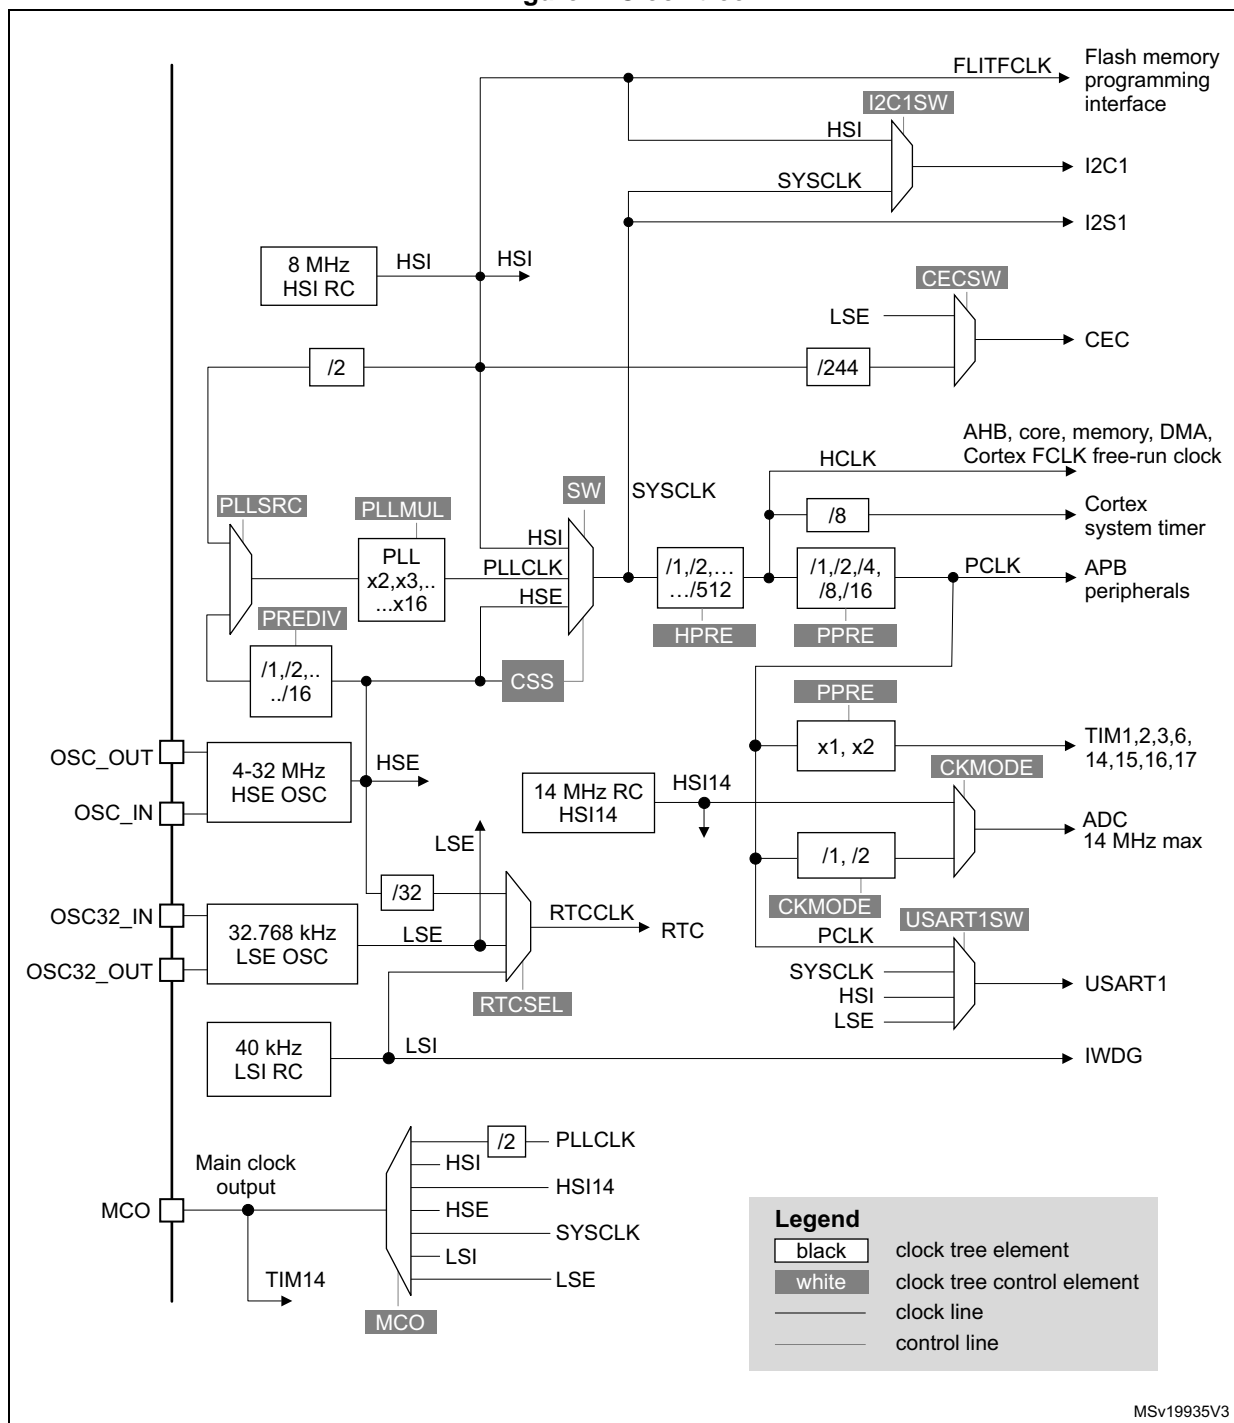 FLITFCLK
Flash memory
programming
interface
I2C1SW
HSI
I2C1
SYSCLK
I2S1
8 MHz
HSI RC
HSI
HSI
CECSW
LSE
CEC
/2
/244
AHB, core, memory, DMA,
Cortex FCLK free-run clock
HCLK
PLLSRC
PLLMUL
SW
SYSCLK
/8
Cortex
system timer
PLL
x2,x3,..
...x16
HSI
PLLCLK
HSE
/1,/2,…
…/512
/1,/2,/4,
/8,/16
PCLK
APB
peripherals
PREDIV
HPRE
PPRE
/1,/2,..
../16
CSS
PPRE
OSC_OUT
OSC_IN
4-32 MHz
HSE OSC
HSE
x1, x2
TIM1,2,3,6,
14,15,16,17
14 MHz RC
HSI14
HSI14
CKMODE
ADC
14 MHz max
LSE
/1, /2
CKMODE
/32
OSC32_IN
OSC32_OUT
32.768 kHz
LSE OSC
LSE
RTCCLK
RTC
RTCSEL
USART1SW
PCLK
SYSCLK
HSI
LSE
USART1
40 kHz
LSI RC
LSI
IWDG
/2
PLLCLK
HSI
HSI14
HSE
SYSCLK
LSI
LSE
Main clock
output
MCO
TIM14
MCO
Legend
black
clock tree element
white
clock tree control element
clock line
control line
MSv19935V3